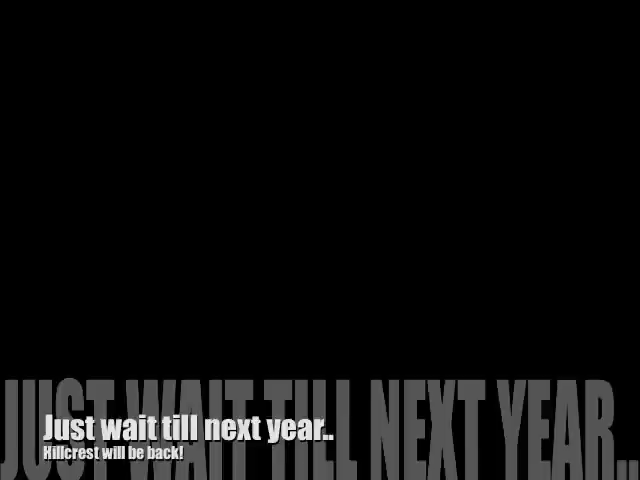 JUST WAIT TILL NEXT YEAR..
Just wait till next year..
Hillcrest will be back!